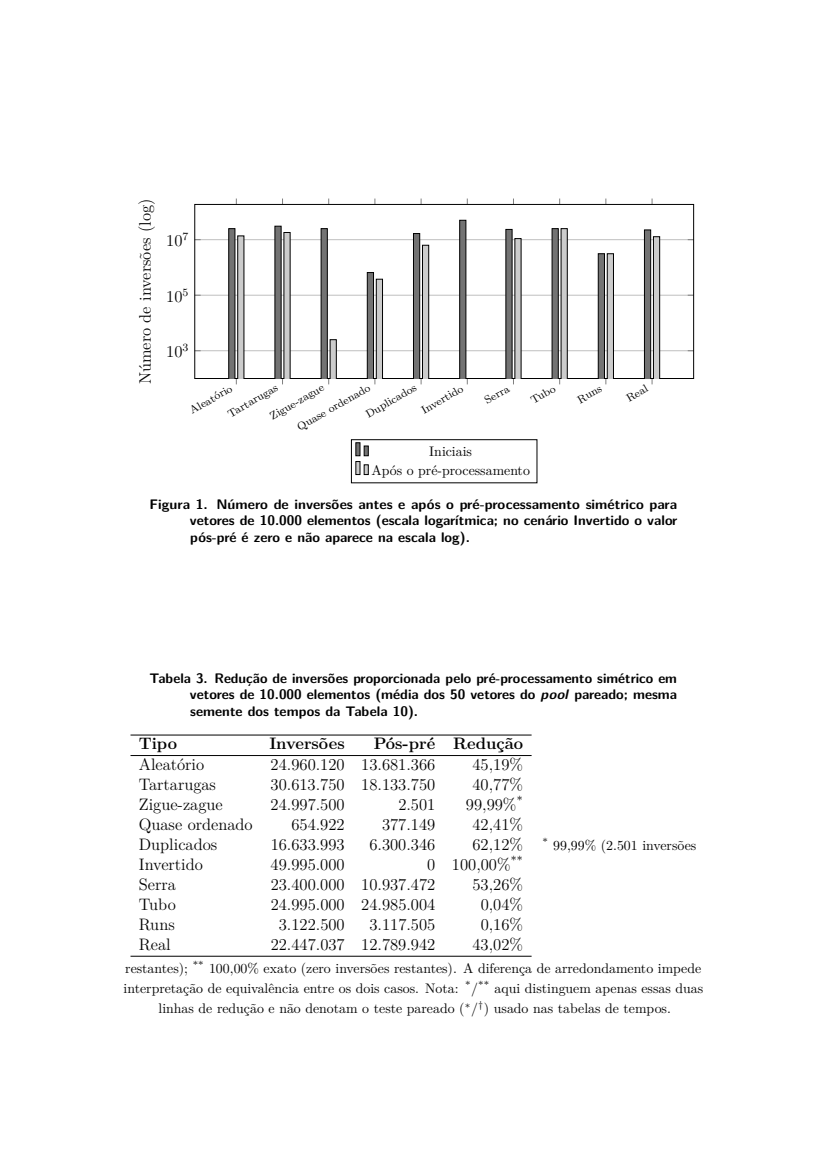 Número de inversões (log)
10⁷
10⁵
10³
Aleatório
Tartarugas
Zigue-zague
Quase ordenado
Duplicados
Invertido
Serra
Tubo
Runs
Real
Iniciais
Após o pré-processamento
Figura 1. Número de inversões antes e após o pré-processamento simétrico para
vetores de 10.000 elementos (escala logarítmica; no cenário Invertido o valor
pós-pré é zero e não aparece na escala log).
Tabela 3. Redução de inversões proporcionada pelo pré-processamento simétrico em
vetores de 10.000 elementos (média dos 50 vetores do pool pareado; mesma
semente dos tempos da Tabela 10).
Tipo Inversões Pós-pré Redução
Aleatório 24.960.120 13.681.366 45,19%
Tartarugas 30.613.750 18.133.750 40,77%
Zigue-zague 24.997.500 2.501 99,99%*
Quase ordenado 654.922 377.149 42,41%
Duplicados 16.633.993 6.300.346 62,12% * 99,99% (2.501 inversões
Invertido 49.995.000 0 100,00%**
Serra 23.400.000 10.937.472 53,26%
Tubo 24.995.000 24.985.004 0,04%
Runs 3.122.500 3.117.505 0,16%
Real 22.447.037 12.789.942 43,02%
restantes); ** 100,00% exato (zero inversões restantes). A diferença de arredondamento impede
interpretação de equivalência entre os dois casos. Nota: */** aqui distinguem apenas essas duas
linhas de redução e não denotam o teste pareado (*/†) usado nas tabelas de tempos.